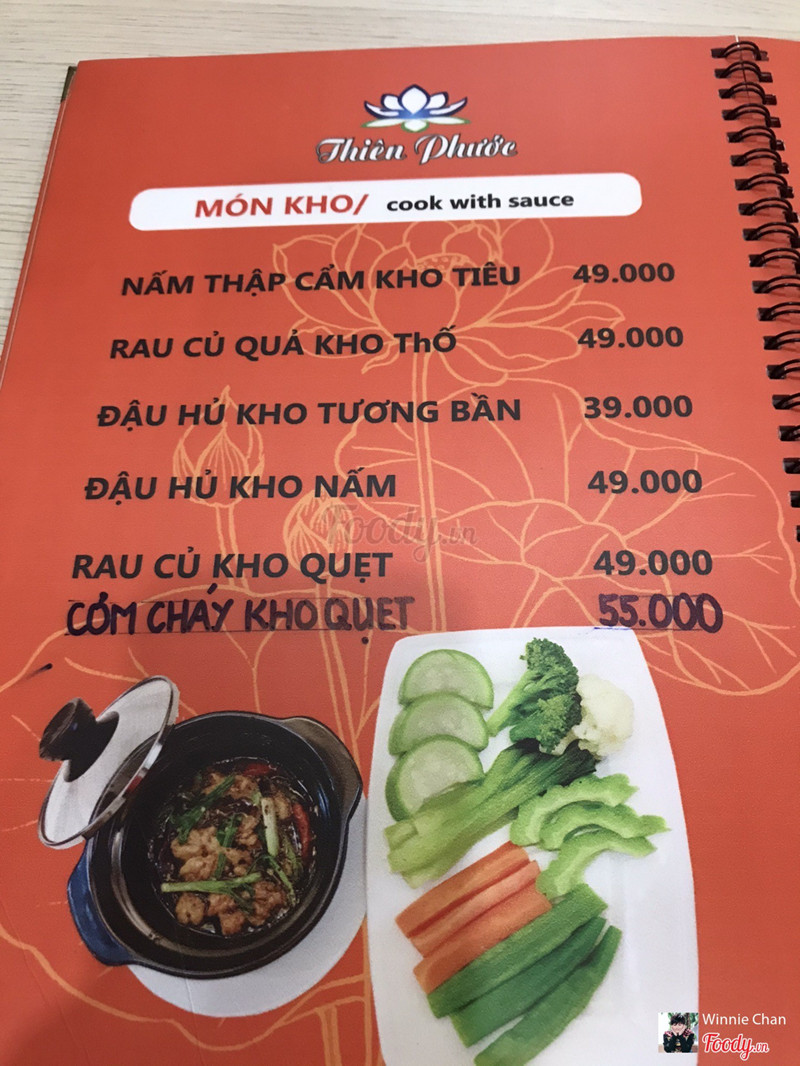 Thiên Phước
MÓN KHO/ cook with sauce
NẤM THẬP CẨM KHO TIÊU 49.000
RAU CỦ QUẢ KHO ThỐ 49.000
ĐẬU HỦ KHO TƯƠNG BẦN 39.000
ĐẬU HỦ KHO NẤM 49.000
Foody.vn
RAU CỦ KHO QUẸT 49.000
CƠM CHÁY KHO QUẸT 55.000
Winnie Chan
Foody.vn